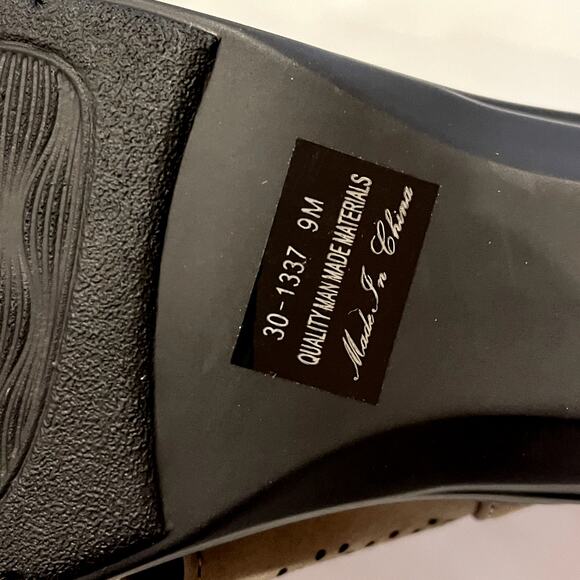 30-1337 9M
QUALITY MAN MADE MATERIALS
Made In China